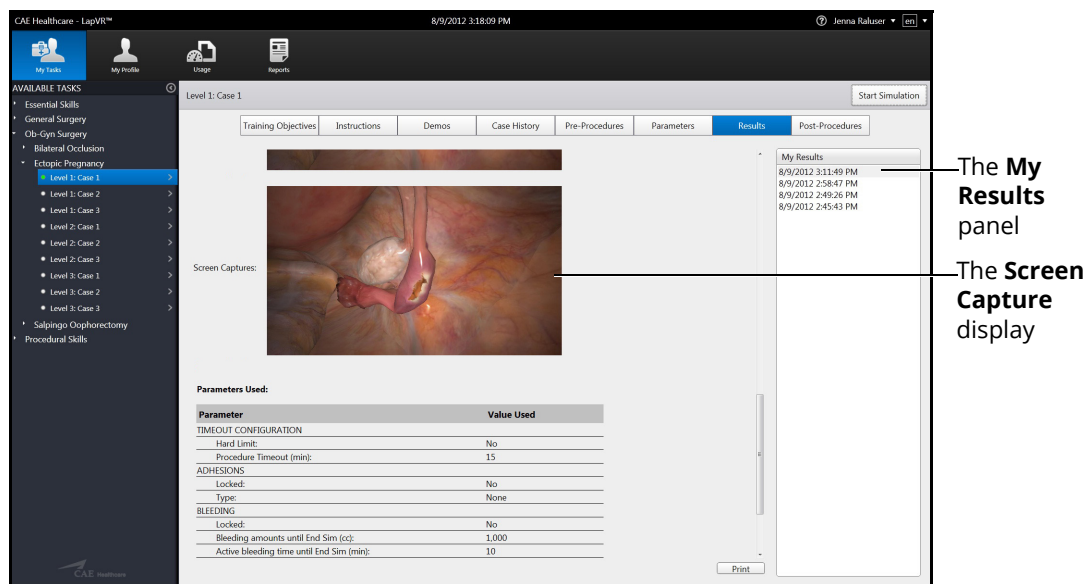 CAE Healthcare - LapVR™
8/9/2012 3:18:09 PM
Jenna Raluser
en
My Tasks
My Profile
Usage
Reports
AVAILABLE TASKS
Essential Skills
General Surgery
Ob-Gyn Surgery
Bilateral Occlusion
Ectopic Pregnancy
Level 1: Case 1
Level 1: Case 2
Level 1: Case 3
Level 2: Case 1
Level 2: Case 2
Level 2: Case 3
Level 3: Case 1
Level 3: Case 2
Level 3: Case 3
Salpingo Oophorectomy
Procedural Skills
CAE Healthcare
Level 1: Case 1
Start Simulation
Training Objectives Instructions Demos Case History Pre-Procedures Parameters Results Post-Procedures
Screen Captures:
Parameters Used:
Parameter Value Used
TIMEOUT CONFIGURATION
Hard Limit: No
Procedure Timeout (min): 15
ADHESIONS
Locked: No
Type: None
BLEEDING
Locked: No
Bleeding amounts until End Sim (cc): 1,000
Active bleeding time until End Sim (min): 10
Print
My Results
8/9/2012 3:11:49 PM
8/9/2012 2:58:47 PM
8/9/2012 2:49:26 PM
8/9/2012 2:45:43 PM
The My
Results
panel
The Screen
Capture
display